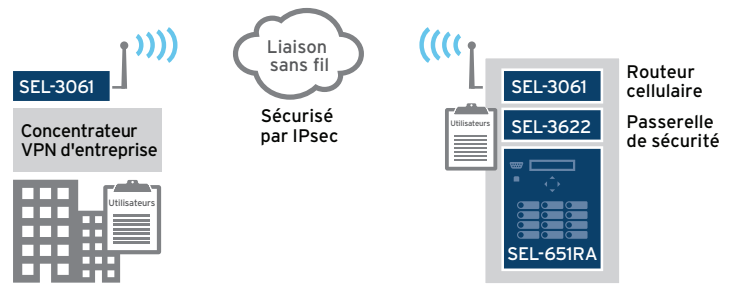 SEL-3061
Concentrateur
VPN d'entreprise
Utilisateurs
Liaison
sans fil
Sécurisé
par IPsec
Utilisateurs
SEL-3061
SEL-3622
SEL-651RA
Routeur
cellulaire
Passerelle
de sécurité